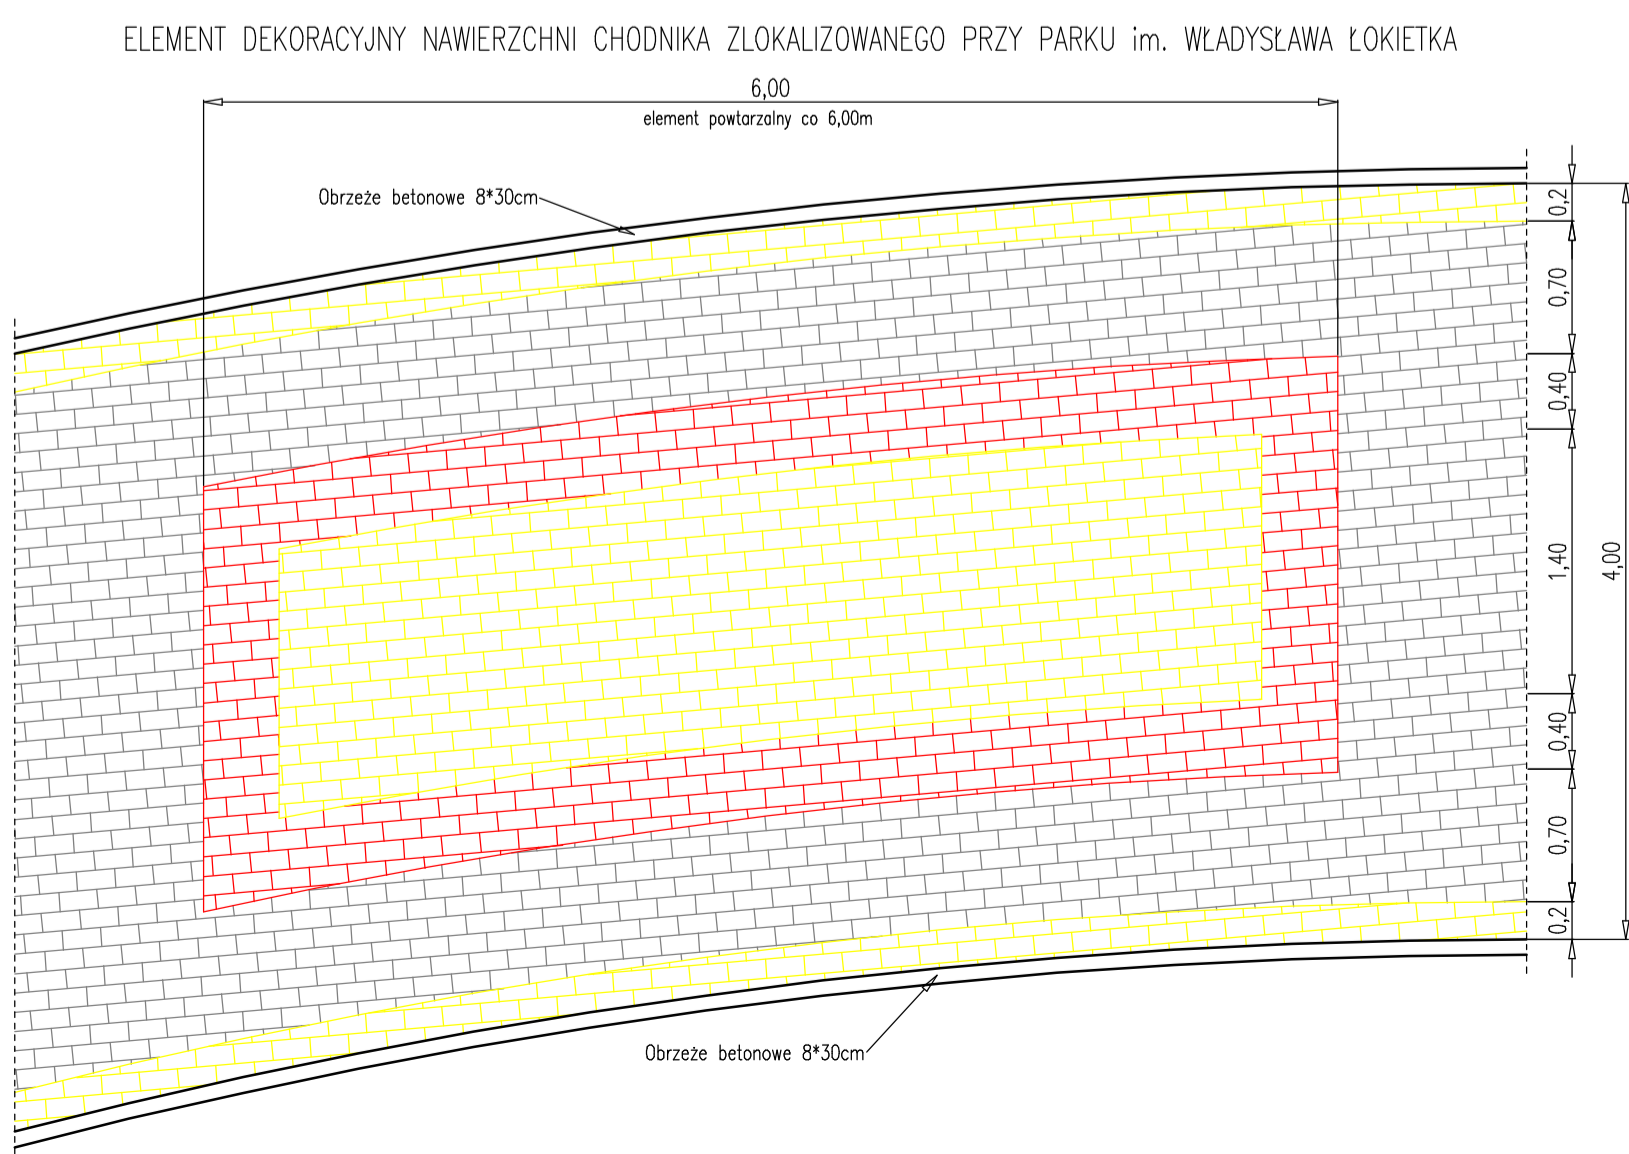 ELEMENT DEKORACYJNY NAWIERZCHNI CHODNIKA ZLOKALIZOWANEGO PRZY PARKU im. WŁADYSŁAWA ŁOKIETKA
6,00
element powtarzalny co 6,00m
Obrzeże betonowe 8*30cm
0,2
0,70
0,40
1,40
4,00
0,40
0,70
0,2
Obrzeże betonowe 8*30cm